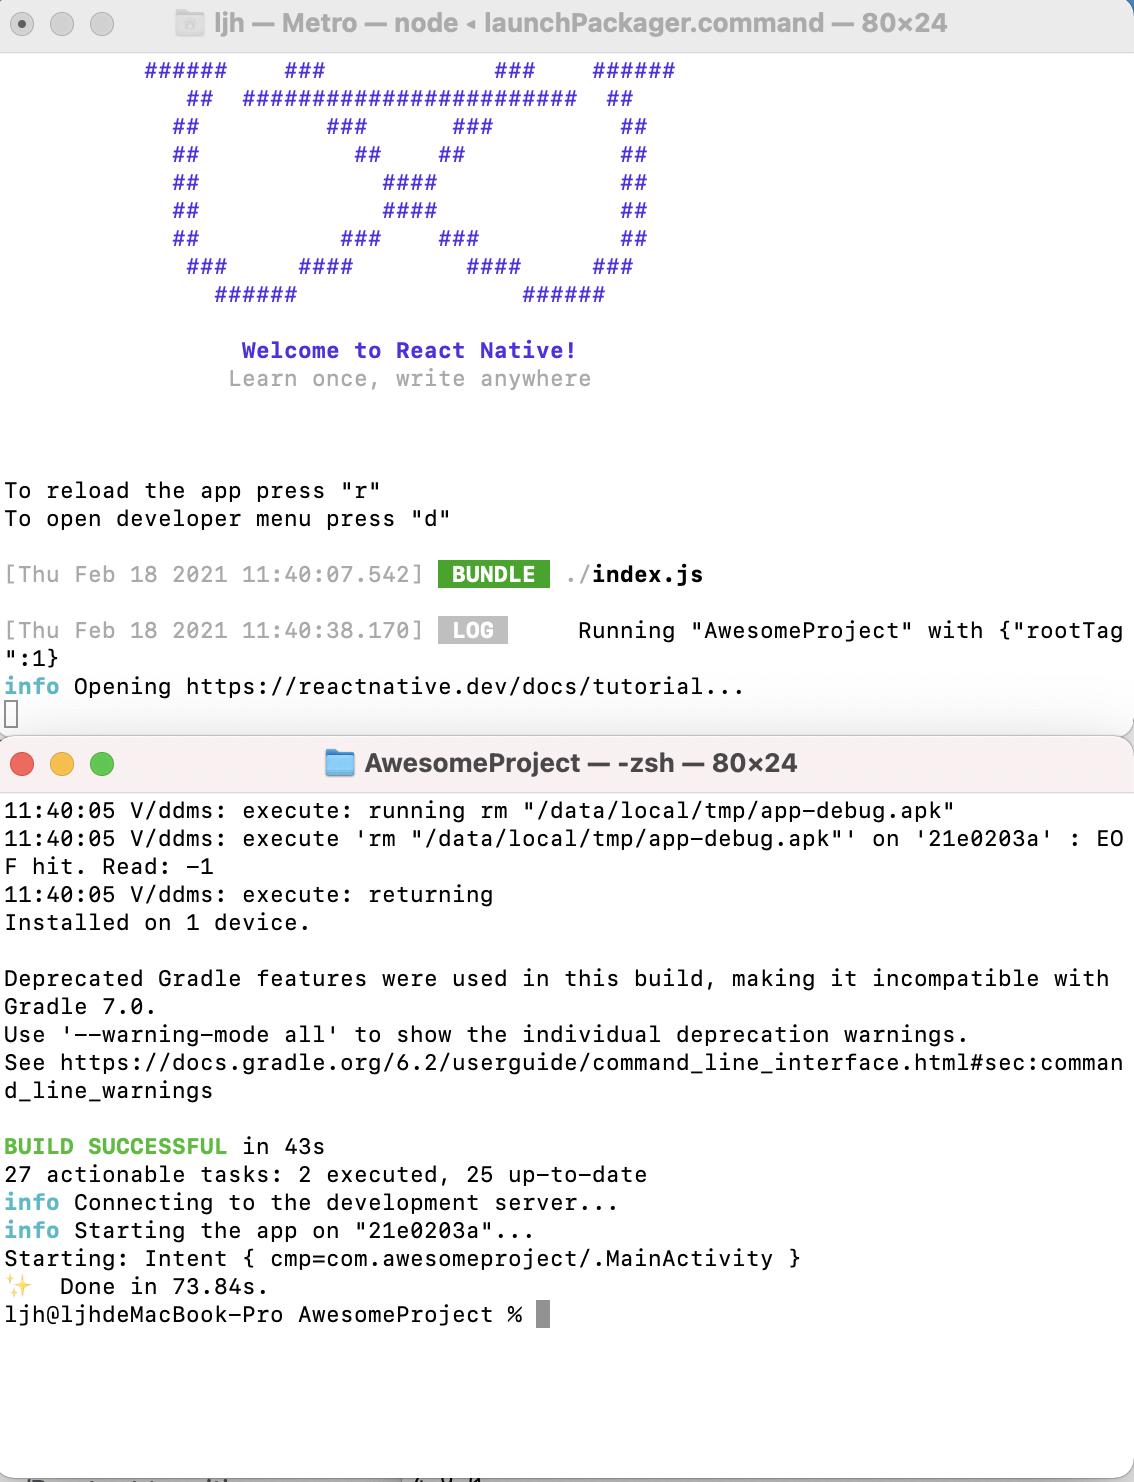 ljh — Metro — node ◂ launchPackager.command — 80×24
######    ###            ###    ######
##  ########################  ##
##         ###      ###         ##
##           ##    ##           ##
##             ####             ##
##             ####             ##
##          ###    ###          ##
###     ####        ####     ###
######                ######
Welcome to React Native!
Learn once, write anywhere
To reload the app press "r"
To open developer menu press "d"
[Thu Feb 18 2021 11:40:07.542]  BUNDLE  ./index.js
[Thu Feb 18 2021 11:40:38.170]  LOG     Running "AwesomeProject" with {"rootTag
":1}
info Opening https://reactnative.dev/docs/tutorial...
AwesomeProject — -zsh — 80×24
11:40:05 V/ddms: execute: running rm "/data/local/tmp/app-debug.apk"
11:40:05 V/ddms: execute 'rm "/data/local/tmp/app-debug.apk"' on '21e0203a' : EO
F hit. Read: -1
11:40:05 V/ddms: execute: returning
Installed on 1 device.
Deprecated Gradle features were used in this build, making it incompatible with
Gradle 7.0.
Use '--warning-mode all' to show the individual deprecation warnings.
See https://docs.gradle.org/6.2/userguide/command_line_interface.html#sec:comman
d_line_warnings
BUILD SUCCESSFUL in 43s
27 actionable tasks: 2 executed, 25 up-to-date
info Connecting to the development server...
info Starting the app on "21e0203a"...
Starting: Intent { cmp=com.awesomeproject/.MainActivity }
✨  Done in 73.84s.
ljh@ljhdeMacBook-Pro AwesomeProject %